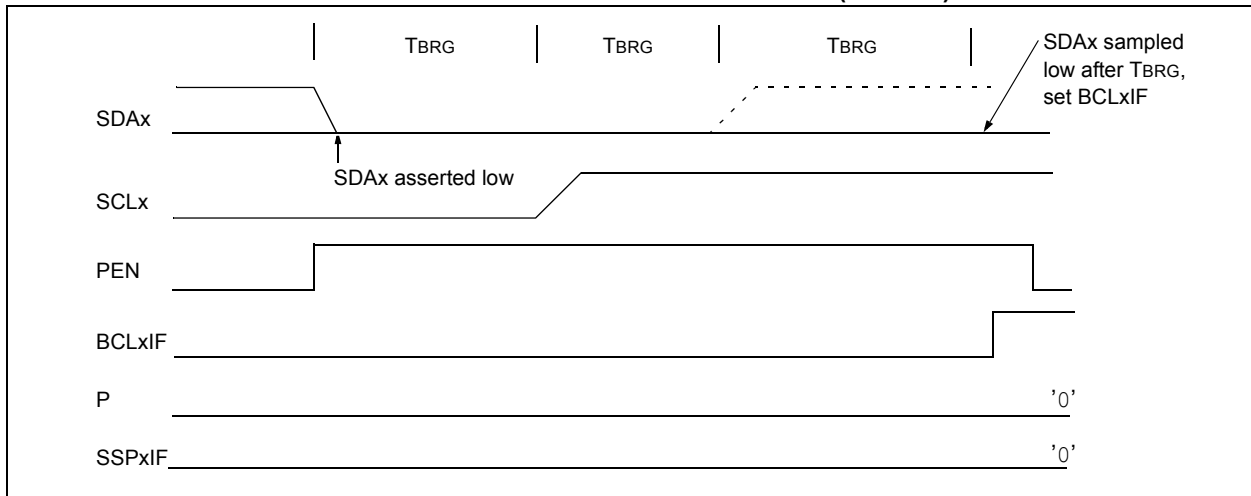 TBRG TBRG TBRG
SDAx sampled
low after TBRG,
set BCLxIF
SDAx
SDAx asserted low
SCLx
PEN
BCLxIF
P '0'
SSPxIF '0'